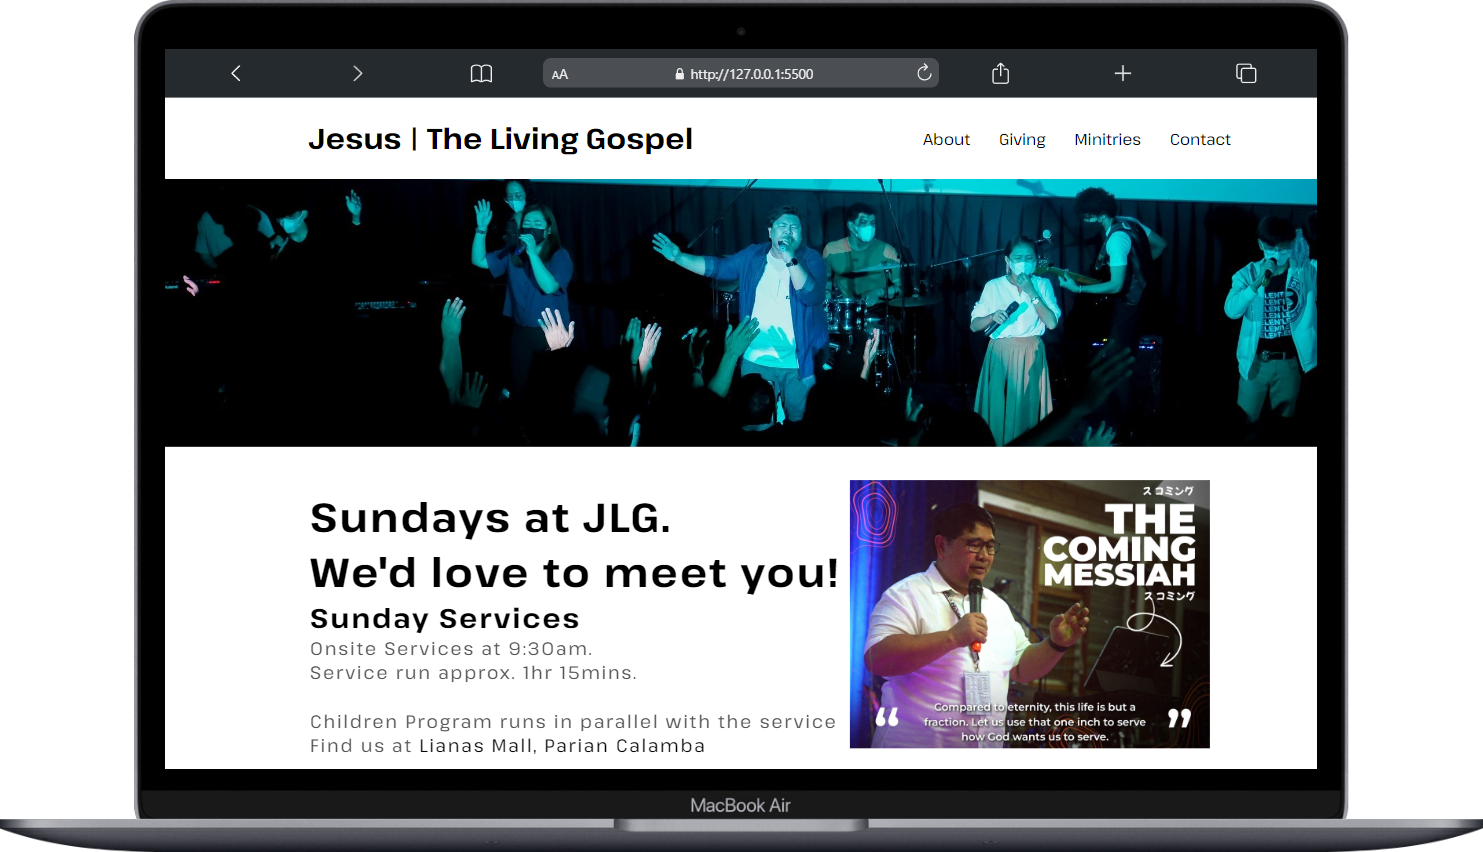 AA http://127.0.0.1:5500
Jesus | The Living Gospel
About Giving Minitries Contact
Sundays at JLG.
We'd love to meet you!
Sunday Services
Onsite Services at 9:30am.
Service run approx. 1hr 15mins.
Children Program runs in parallel with the service
Find us at Lianas Mall, Parian Calamba
スコミング
THE
COMING
MESSIAH
スコミング
“ Compared to eternity, this life is but a
fraction. Let us use that one inch to serve
how God wants us to serve. ”
MacBook Air